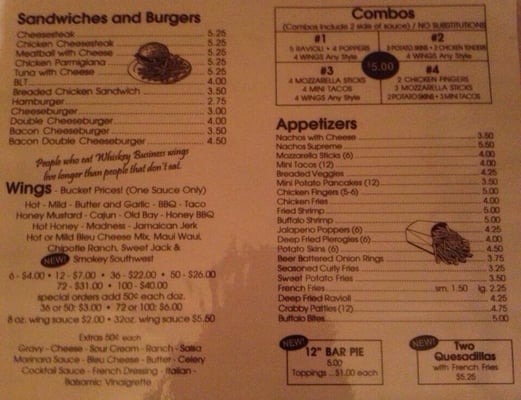 Sandwiches and Burgers
Cheesesteak 5.25
Chicken Cheesesteak 5.25
Meatball with Cheese 5.25
Chicken Parmigiana 5.25
Tuna with Cheese 5.25
BLT 4.00
Breaded Chicken Sandwich 3.50
Hamburger 2.75
Cheeseburger 3.00
Double Cheeseburger 4.00
Bacon Cheeseburger 3.50
Bacon Double Cheeseburger 4.50
People who eat Whiskey Business wings
live longer than people that don't eat.
Wings - Bucket Prices! (One Sauce Only)
Hot - Mild - Butter and Garlic - BBQ - Taco
Honey Mustard - Cajun - Old Bay - Honey BBQ
Hot Honey - Madness - Jamaican Jerk
Hot or Mild Bleu Cheese Mix, Maui Waui,
Chipotle Ranch, Sweet Jack &
NEW! Smokey Southwest
6 - $4.00 • 12 - $7.00 • 36 - $22.00 • 50 - $26.00
72 - $31.00 • 100 - $40.00
special orders add 50¢ each doz.
36 or 50: $3.00 • 72 or 100: $6.00
8 oz. wing sauce $2.00 • 32oz. wing sauce $5.50
Extras 50¢ each
Gravy - Cheese - Sour Cream - Ranch - Salsa
Marinara Sauce - Bleu Cheese - Butter - Celery
Cocktail Sauce - French Dressing - Italian -
Balsamic Vinaigrette
Combos
(Combos include 2 side of sauce) / NO SUBSTITUTIONS
#1
5 RAVIOLI • 4 POPPERS
4 WINGS Any Style
#2
2 POTATO SKINS • 2 CHICKEN TENDERS
4 WINGS Any Style
$5.00
#3
4 MOZZARELLA STICKS
4 MINI TACOS
4 WINGS Any Style
#4
2 CHICKEN FINGERS
3 MOZZARELLA STICKS
2 POTATO SKINS • 3 MINI TACOS
Appetizers
Nachos with Cheese 3.50
Nachos Supreme 5.50
Mozzarella Sticks (6) 4.00
Mini Tacos (12) 4.00
Breaded Veggies 4.25
Mini Potato Pancakes (12) 3.50
Chicken Fingers (5-6) 5.00
Chicken Fries 4.00
Fried Shrimp 5.00
Buffalo Shrimp 5.00
Jalapeno Poppers (6) 4.25
Deep Fried Pierogies (6) 4.00
Potato Skins (6) 4.50
Beer Battered Onion Rings 3.75
Seasoned Curly Fries 3.25
Sweet Potato Fries 3.50
French Fries sm. 1.50 lg. 2.25
Deep Fried Ravioli 4.25
Crabby Patties (12) 4.75
Buffalo Bites 5.00
NEW!
12" BAR PIE
5.00
Toppings ...$1.00 each
NEW!
Two
Quesadillas
with French Fries
$5.25